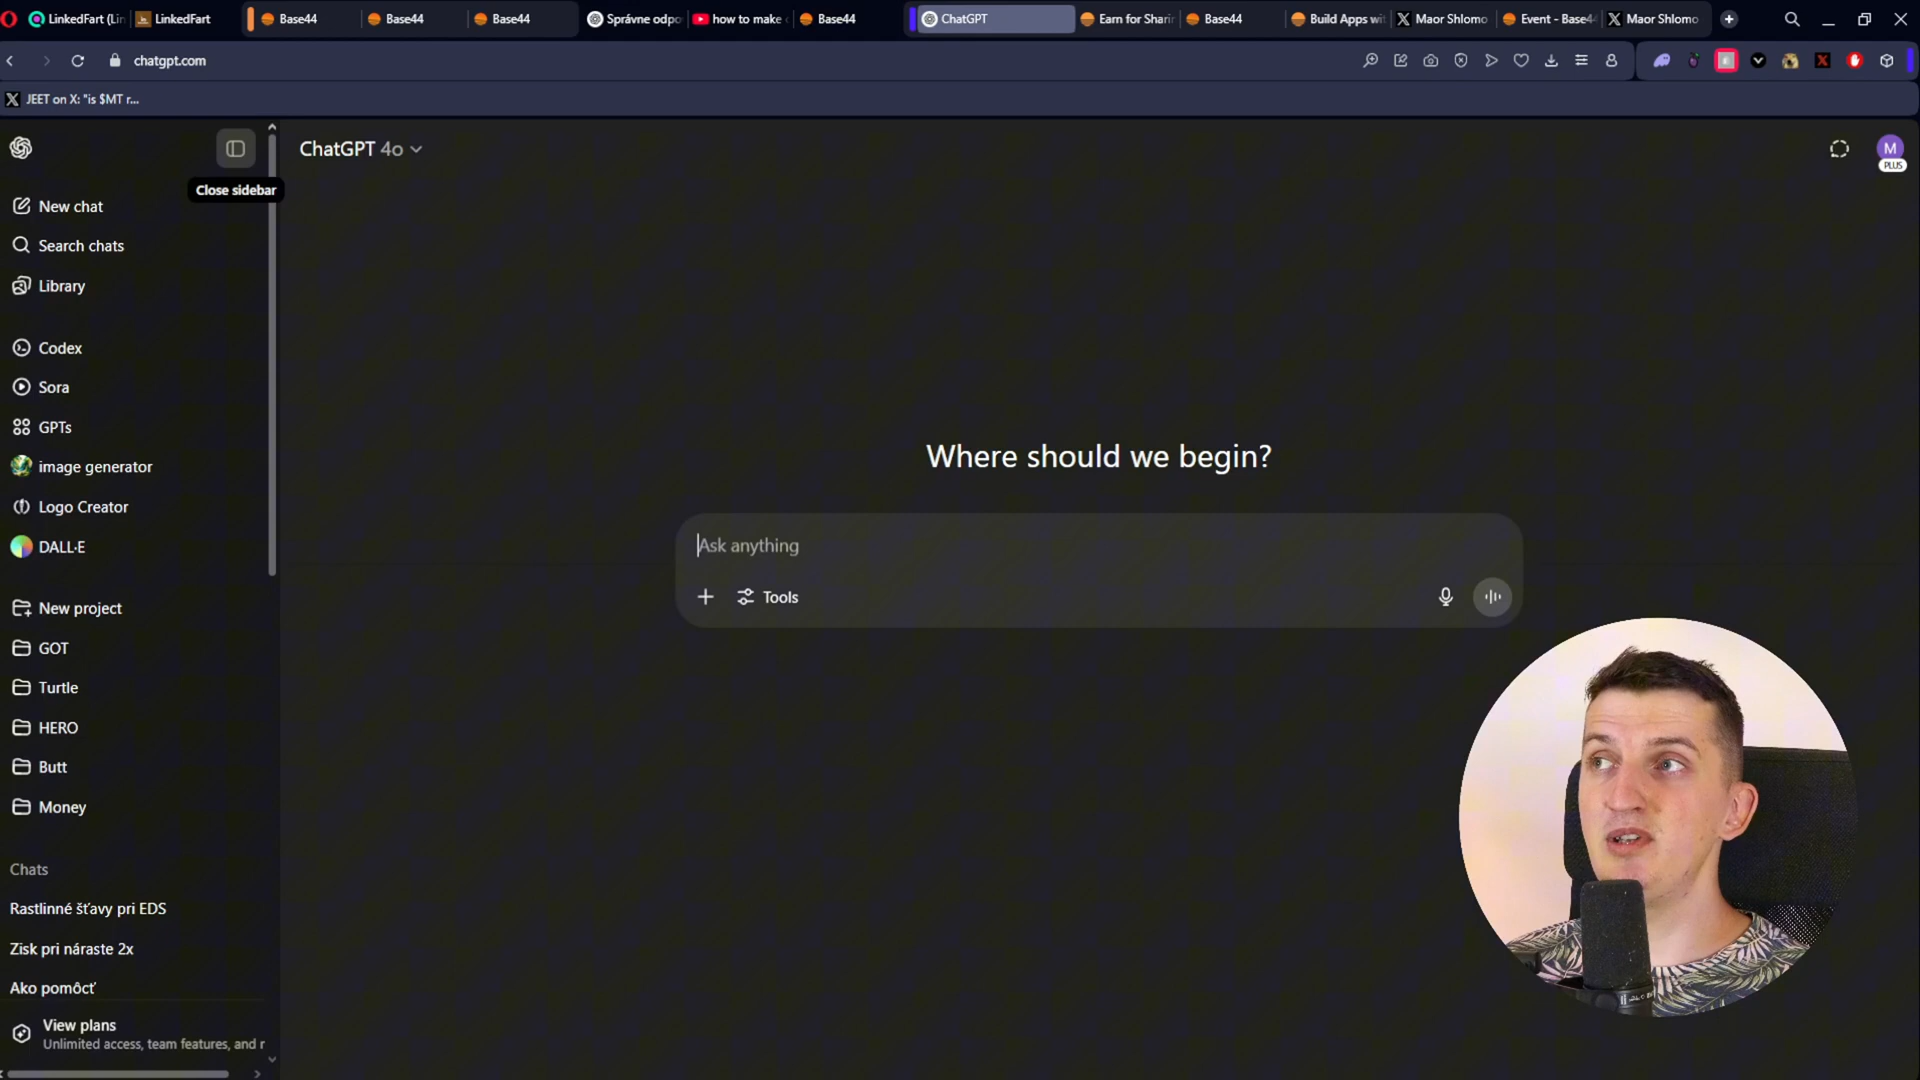 LinkedFart (Lin
LinkedFart
Base44
Base44
Base44
Správne odpo
how to make
Base44
ChatGPT
Earn for Sharin
Base44
Build Apps wit
Maor Shlomo
Event - Base44
Maor Shlomo
chatgpt.com
JEET on X: "is $MT r...
ChatGPT 4o
M
PLUS
Close sidebar
New chat
Search chats
Library
Codex
Sora
GPTs
image generator
Logo Creator
DALL·E
Where should we begin?
Ask anything
Tools
New project
GOT
Turtle
HERO
Butt
Money
Chats
Rastlinné šťavy pri EDS
Zisk pri náraste 2x
Ako pomôcť
View plans
Unlimited access, team features, and r